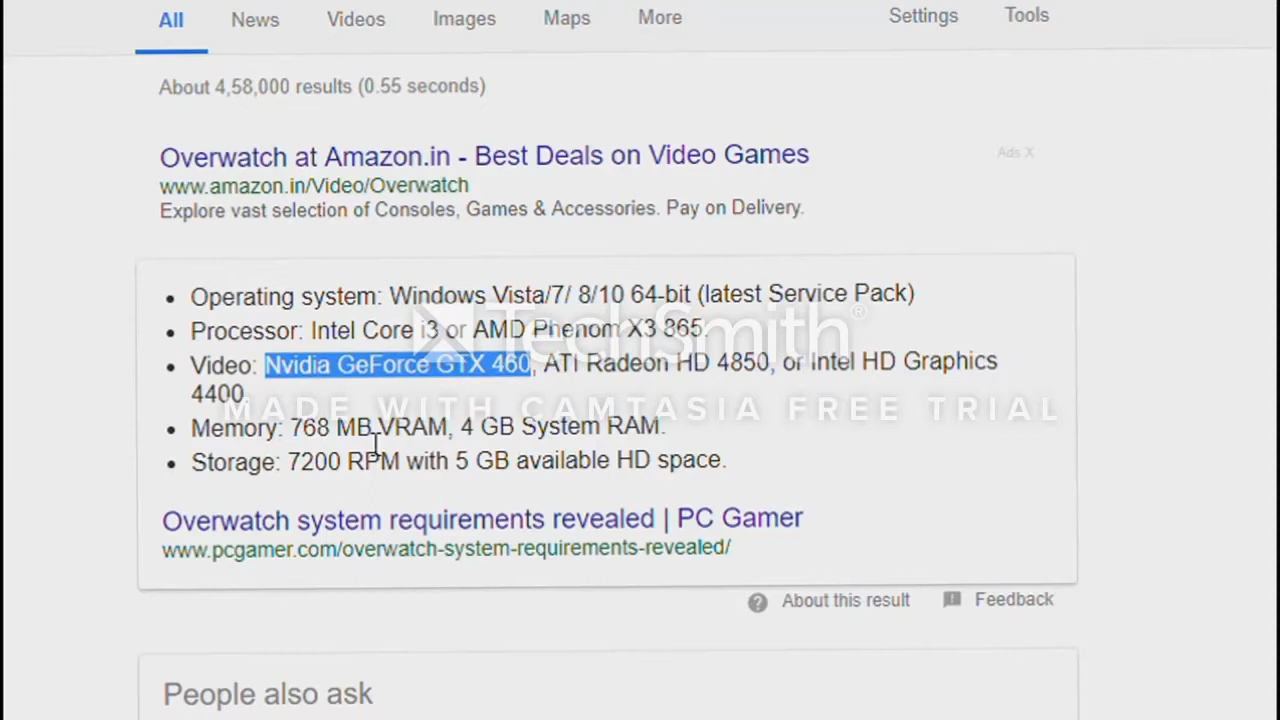 All News Videos Images Maps More Settings Tools
About 4,58,000 results (0.55 seconds)
Overwatch at Amazon.in - Best Deals on Video Games
Ads X
www.amazon.in/Video/Overwatch
Explore vast selection of Consoles, Games & Accessories. Pay on Delivery.
• Operating system: Windows Vista/7/ 8/10 64-bit (latest Service Pack)
• Processor: Intel Core i3 or AMD Phenom X3 865.
TechSmith®
• Video: Nvidia GeForce GTX 460, ATI Radeon HD 4850, or Intel HD Graphics
4400.
MADE WITH CAMTASIA FREE TRIAL
• Memory: 768 MB VRAM, 4 GB System RAM.
• Storage: 7200 RPM with 5 GB available HD space.
Overwatch system requirements revealed | PC Gamer
www.pcgamer.com/overwatch-system-requirements-revealed/
About this result Feedback
People also ask